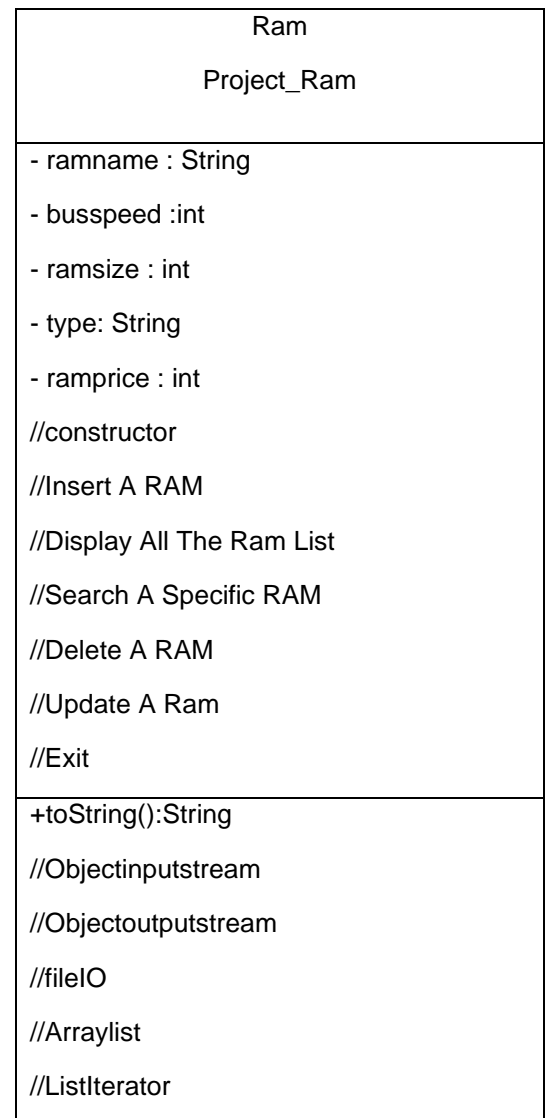 Ram
Project_Ram
- ramname : String
- busspeed :int
- ramsize : int
- type: String
- ramprice : int
//constructor
//Insert A RAM
//Display All The Ram List
//Search A Specific RAM
//Delete A RAM
//Update A Ram
//Exit
+toString():String
//Objectinputstream
//Objectoutputstream
//fileIO
//Arraylist
//ListIterator